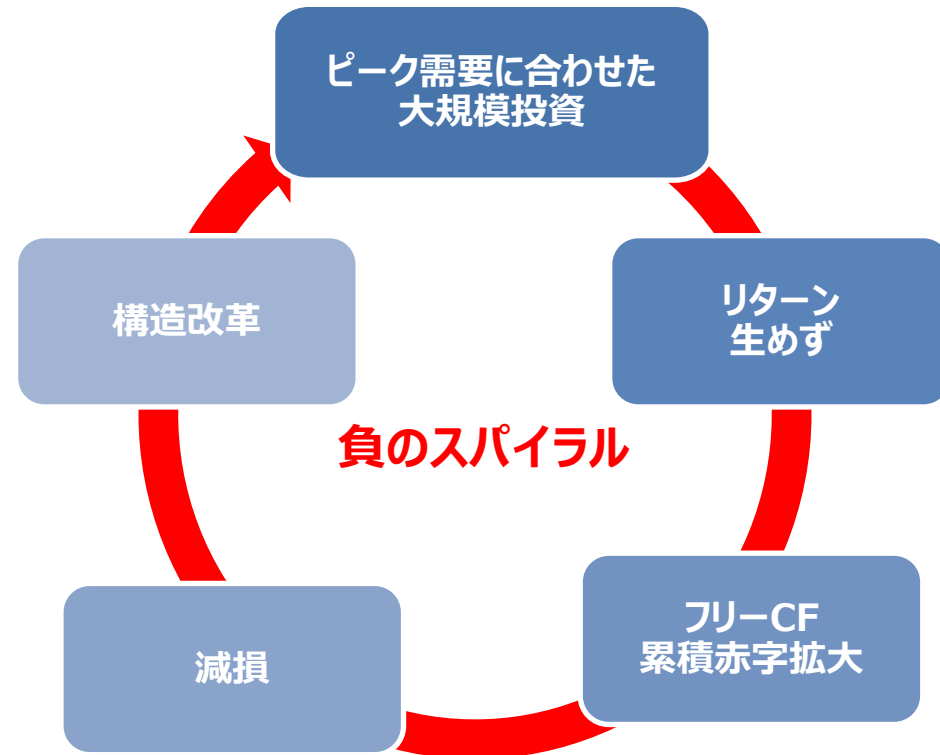 ピーク需要に合わせた
大規模投資
リターン
生めず
フリーCF
累積赤字拡大
減損
構造改革
負のスパイラル